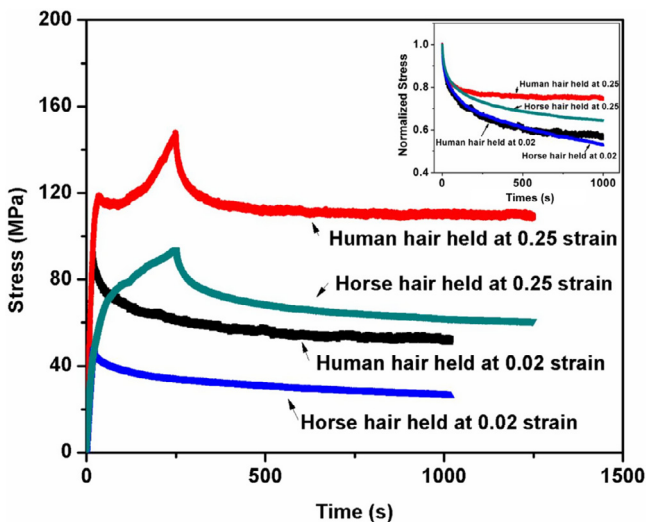 200
160
120
80
40
0
Stress (MPa)
0
500
1000
1500
Time (s)
Human hair held at 0.25 strain
Horse hair held at 0.25 strain
Human hair held at 0.02 strain
Horse hair held at 0.02 strain
1.0
0.8
0.6
0.4
Normalized Stress
0
500
1000
Times (s)
Human hair held at 0.25
Horse hair held at 0.25
Human hair held at 0.02
Horse hair held at 0.02